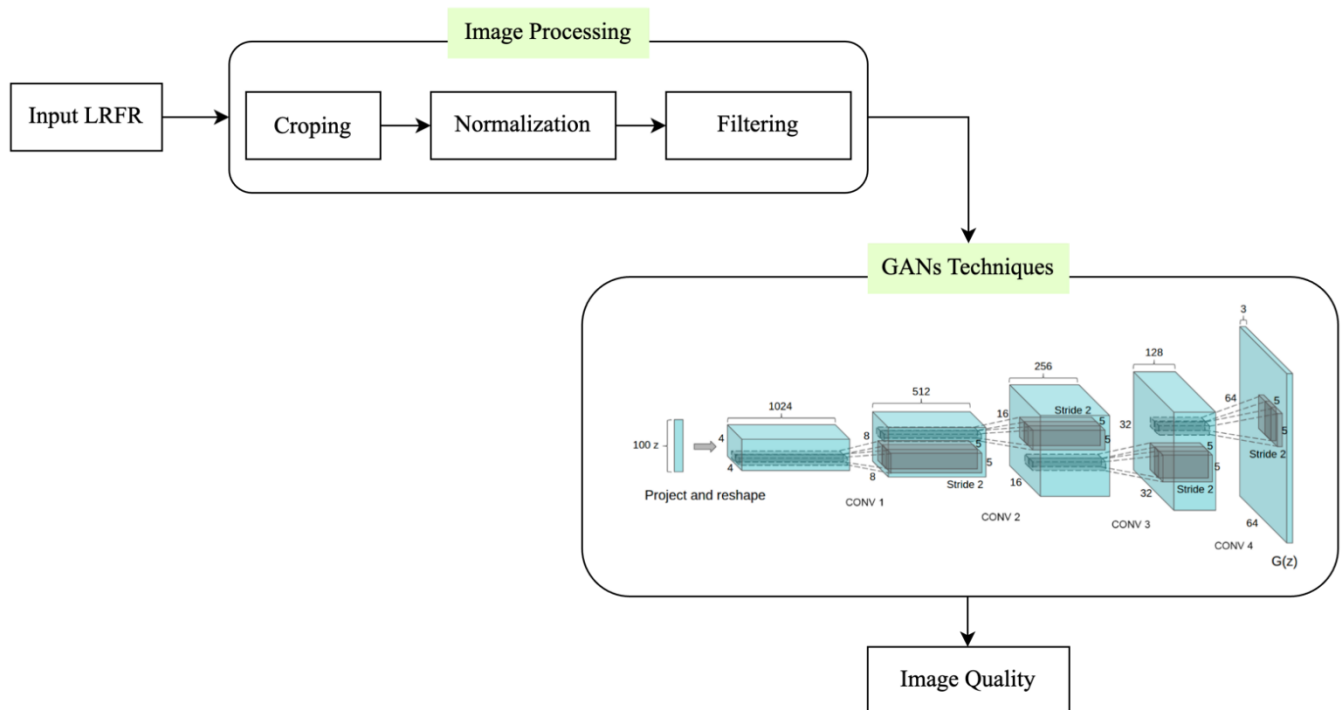 Image Processing
Input LRFR
Croping
Normalization
Filtering
GANs Techniques
3
128
256
512
1024
64
5
5
Stride 2
16
Stride 2
5
5
32
4
8
5
5
Stride 2
100 z
4
8
16
5
5
Stride 2
32
64
Project and reshape
CONV 1
CONV 2
CONV 3
CONV 4
G(z)
Image Quality